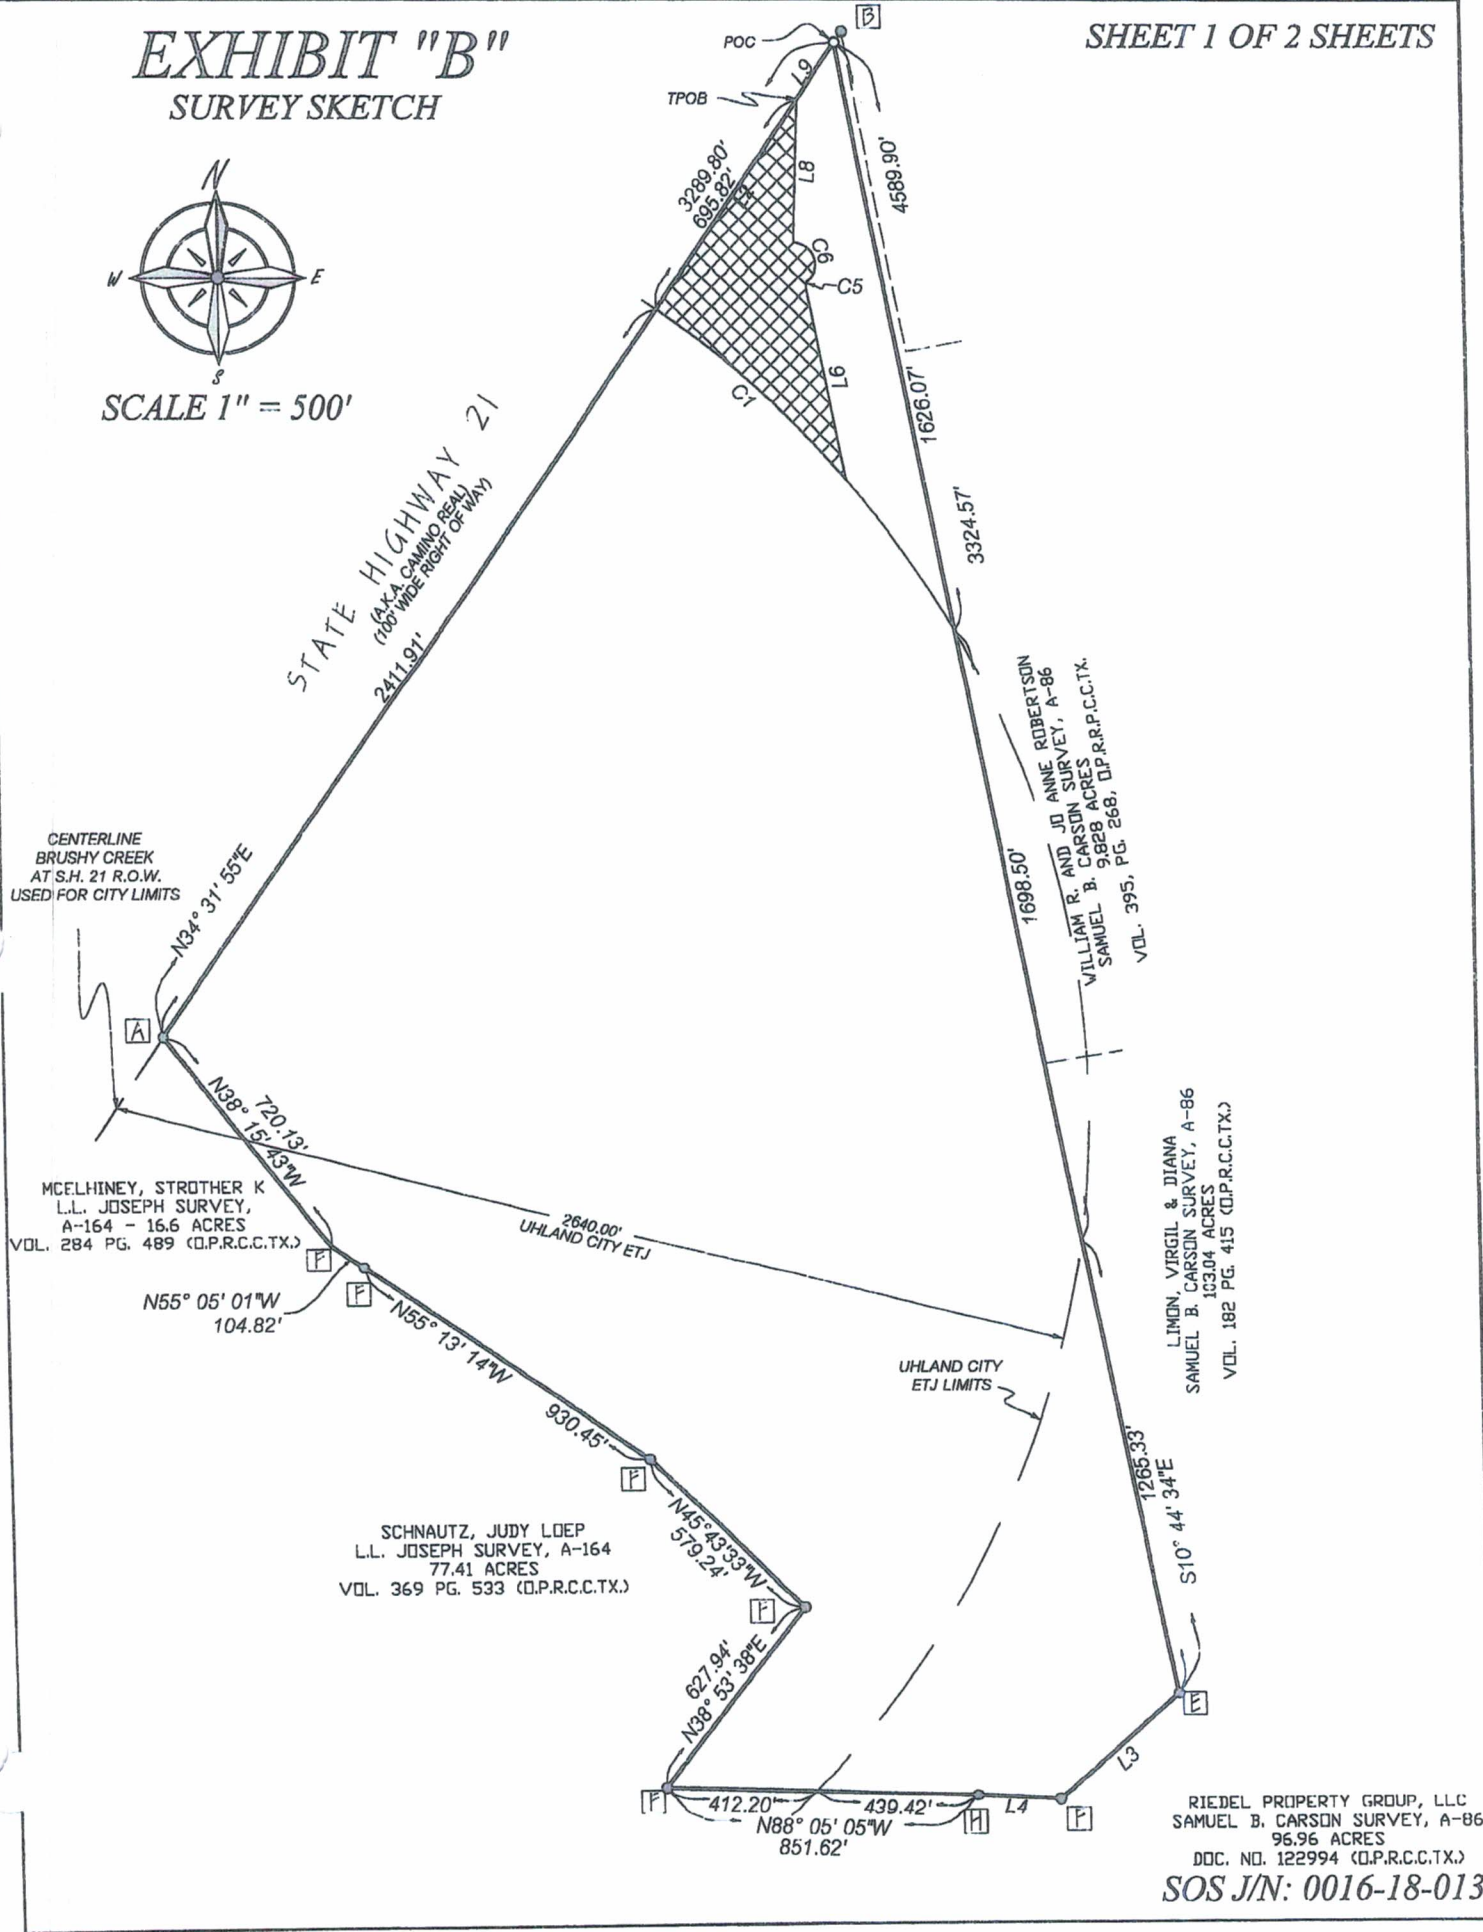 EXHIBIT "B"
SURVEY SKETCH
SHEET 1 OF 2 SHEETS
N
W
E
S
SCALE 1" = 500'
POC
B
L9
TPOB
3289.80'
695.82'
L8
C6
C5
L6
C1
4589.90'
1626.07'
3324.57'
STATE HIGHWAY 21
(A.K.A. CAMINO REAL)
(100' WIDE RIGHT OF WAY)
2411.91'
WILLIAM R. AND JO ANNE ROBERTSON
SAMUEL B. CARSON SURVEY, A-86
9.828 ACRES
VOL. 395, PG. 268, O.P.R.R.P.C.C.TX.
1698.50'
CENTERLINE
BRUSHY CREEK
AT S.H. 21 R.O.W.
USED FOR CITY LIMITS
N34° 31' 55"E
A
720.13'
N38° 15' 43"W
MCELHINEY, STROTHER K
L.L. JOSEPH SURVEY,
A-164 - 16.6 ACRES
VOL. 284 PG. 489 (O.P.R.C.C.TX.)
F
F
N55° 05' 01"W
104.82'
2640.00'
UHLAND CITY ETJ
N55° 13' 14"W
930.45'
LIMON, VIRGIL & DIANA
SAMUEL B. CARSON SURVEY, A-86
103.04 ACRES
VOL. 182 PG. 415 (O.P.R.C.C.TX.)
UHLAND CITY
ETJ LIMITS
1265.33'
S10° 44' 34"E
F
N45°43'33"W
579.24'
SCHNAUTZ, JUDY LOEP
L.L. JOSEPH SURVEY, A-164
77.41 ACRES
VOL. 369 PG. 533 (O.P.R.C.C.TX.)
F
627.94'
N38° 53' 38"E
E
L3
F
412.20'
439.42'
L4
N88° 05' 05"W
851.62'
H
F
RIEDEL PROPERTY GROUP, LLC
SAMUEL B. CARSON SURVEY, A-86
96.96 ACRES
DOC. NO. 122994 (O.P.R.C.C.TX.)
SOS J/N: 0016-18-013